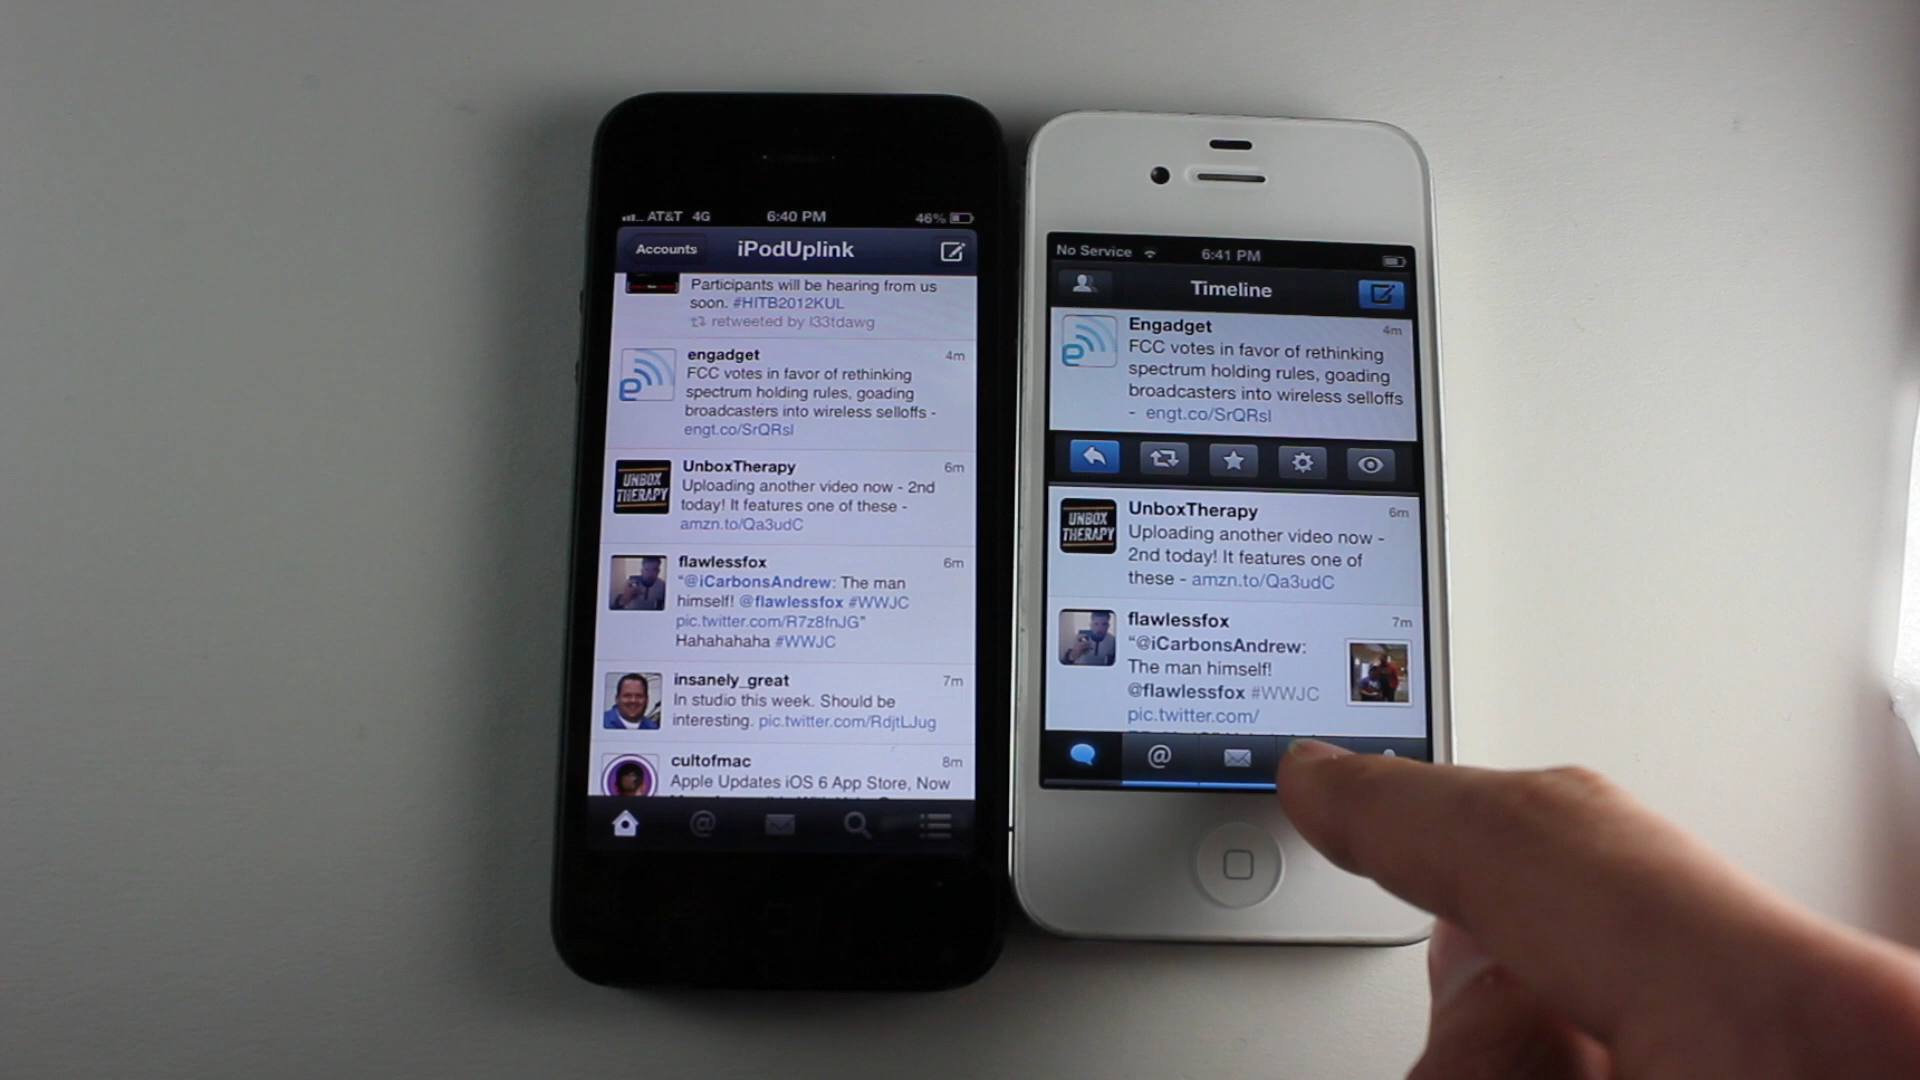 AT&T 4G 6:40 PM 46%
Accounts iPodUplink
Participants will be hearing from us
soon. #HITB2012KUL
retweeted by l33tdawg
engadget 4m
FCC votes in favor of rethinking
spectrum holding rules, goading
broadcasters into wireless selloffs -
engt.co/SrQRsl
UNBOX
THERAPY
UnboxTherapy 6m
Uploading another video now - 2nd
today! It features one of these -
amzn.to/Qa3udC
flawlessfox 6m
"@iCarbonsAndrew: The man
himself! @flawlessfox #WWJC
pic.twitter.com/R7z8fnJG"
Hahahahaha #WWJC
insanely_great 7m
In studio this week. Should be
interesting. pic.twitter.com/RdjtLJug
cultofmac 8m
Apple Updates iOS 6 App Store, Now
@
No Service 6:41 PM
Timeline
Engadget 4m
FCC votes in favor of rethinking
spectrum holding rules, goading
broadcasters into wireless selloffs
- engt.co/SrQRsl
UNBOX
THERAPY
UnboxTherapy 6m
Uploading another video now -
2nd today! It features one of
these - amzn.to/Qa3udC
flawlessfox 7m
"@iCarbonsAndrew:
The man himself!
@flawlessfox #WWJC
pic.twitter.com/
@